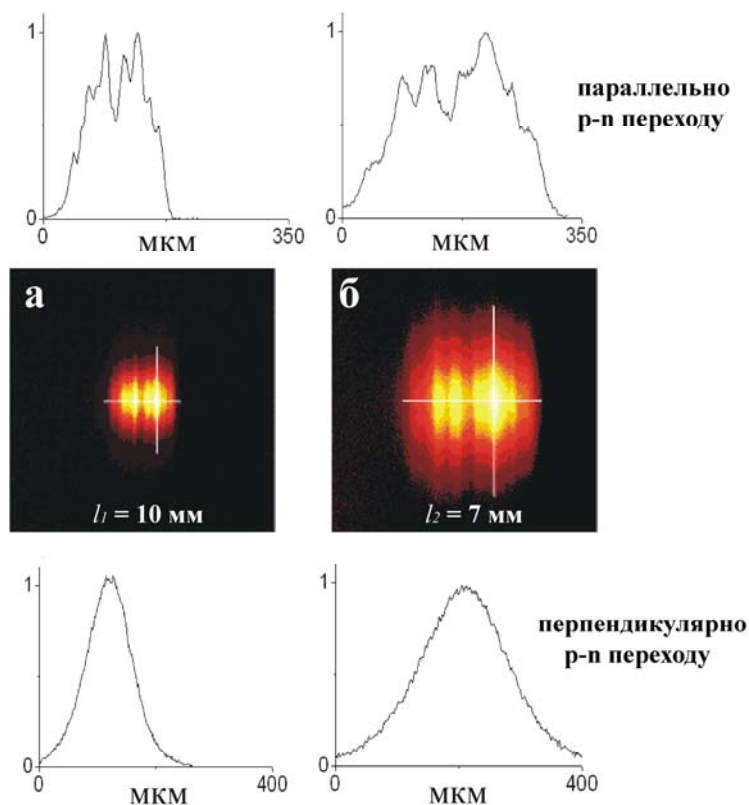 1
1
0
0
0
350
0
350
мкм
мкм
параллельно
p-n переходу
а
б
l1 = 10 мм
l2 = 7 мм
1
1
0
0
0
400
0
200
400
мкм
мкм
перпендикулярно
p-n переходу